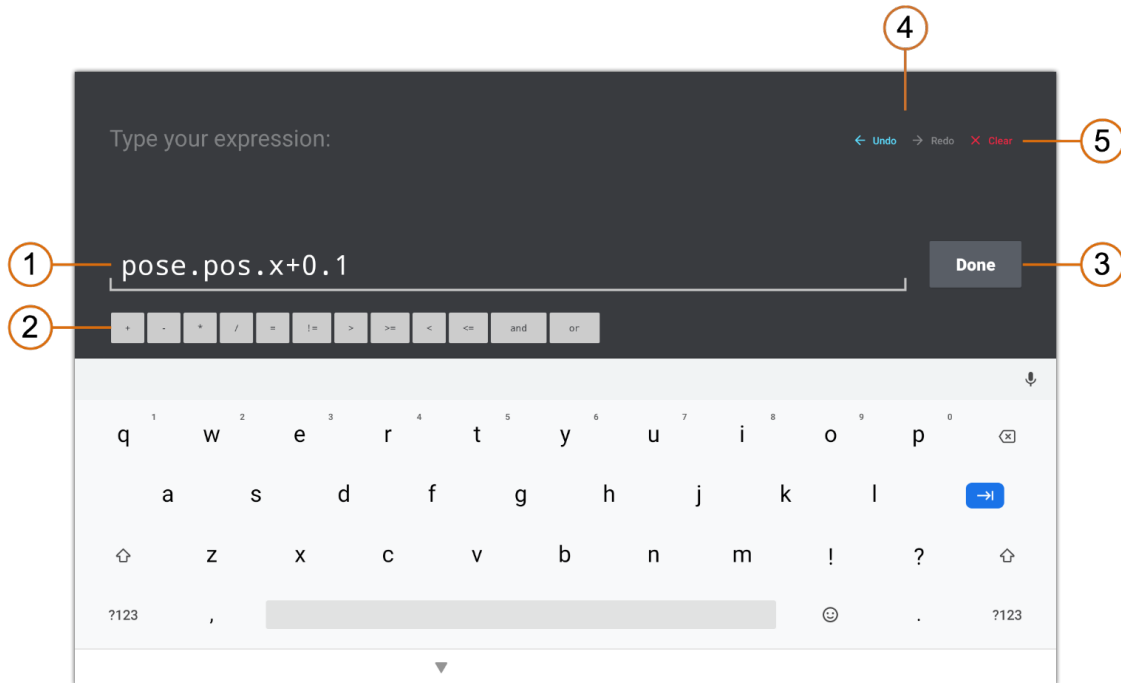 4
Type your expression:
← Undo → Redo × Clear
5
1
pose.pos.x+0.1
Done
3
2
+ - * / = != > >= < <= and or
1 2 3 4 5 6 7 8 9 0
q w e r t y u i o p
a s d f g h j k l
z x c v b n m ! ?
?123 , . ?123